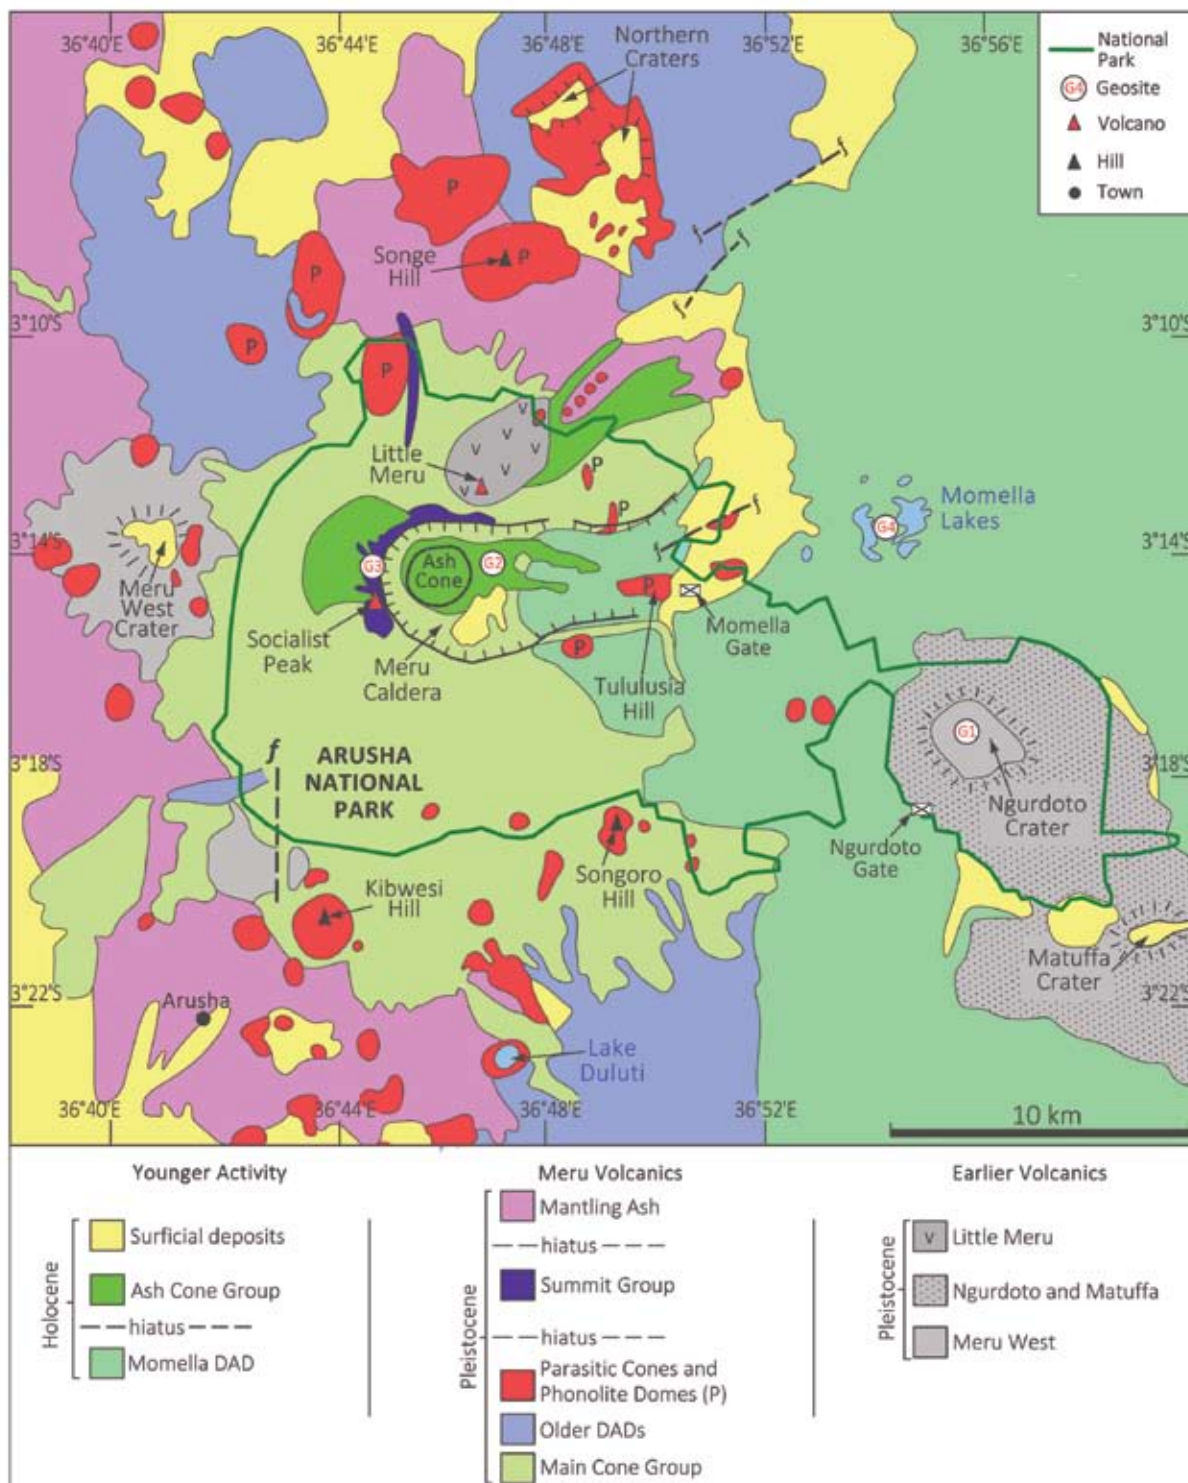 36°40'E
36°44'E
36°48'E
Northern
Craters
36°52'E
36°56'E
National
Park
G4
Geosite
Volcano
Hill
Town
f
P
Songe
Hill
P
f
f
P
f
3°10'S
3°10'S
P
P
v
v
v
v
v
Little
Meru
P
P
f
f
Momella
Lakes
G4
3°14'S
3°14'S
Meru
West
Crater
G3
Ash
Cone
G2
P
Momella
Gate
Socialist
Peak
Meru
Caldera
P
Tululusia
Hill
G1
3°18'S
3°18'S
f
ARUSHA
NATIONAL
PARK
Ngurdoto
Crater
Ngurdoto
Gate
Songoro
Hill
Kibwesi
Hill
Matuffa
Crater
3°22'S
3°22'S
Arusha
Lake
Duluti
36°40'E
36°44'E
36°48'E
36°52'E
10 km
Younger Activity
Holocene
Surficial deposits
Ash Cone Group
hiatus
Momella DAD
Meru Volcanics
Pleistocene
Mantling Ash
hiatus
Summit Group
hiatus
Parasitic Cones and
Phonolite Domes (P)
Older DADs
Main Cone Group
Earlier Volcanics
Pleistocene
v
Little Meru
Ngurdoto and Matuffa
Meru West